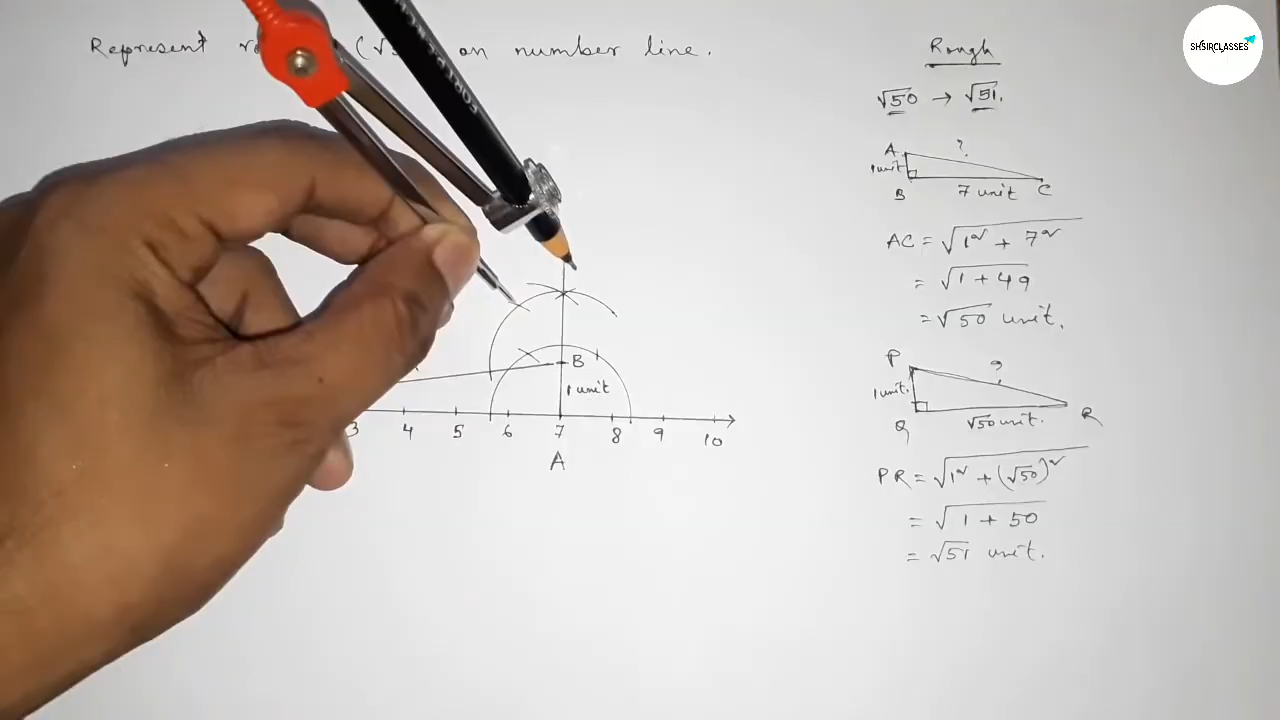 Represent (√5 on number line.
Rough
√50 → √51.
A
?
1 unit
B
7 unit
C
AC = √1² + 7²
= √1 + 49
= √50 unit.
P
?
1 unit.
Q
√50 unit.
R
PR = √1² + (√50)²
= √1 + 50
= √51 unit.
B
1 unit
3 4 5 6 7 8 9 10
A
SHSIRCLASSES